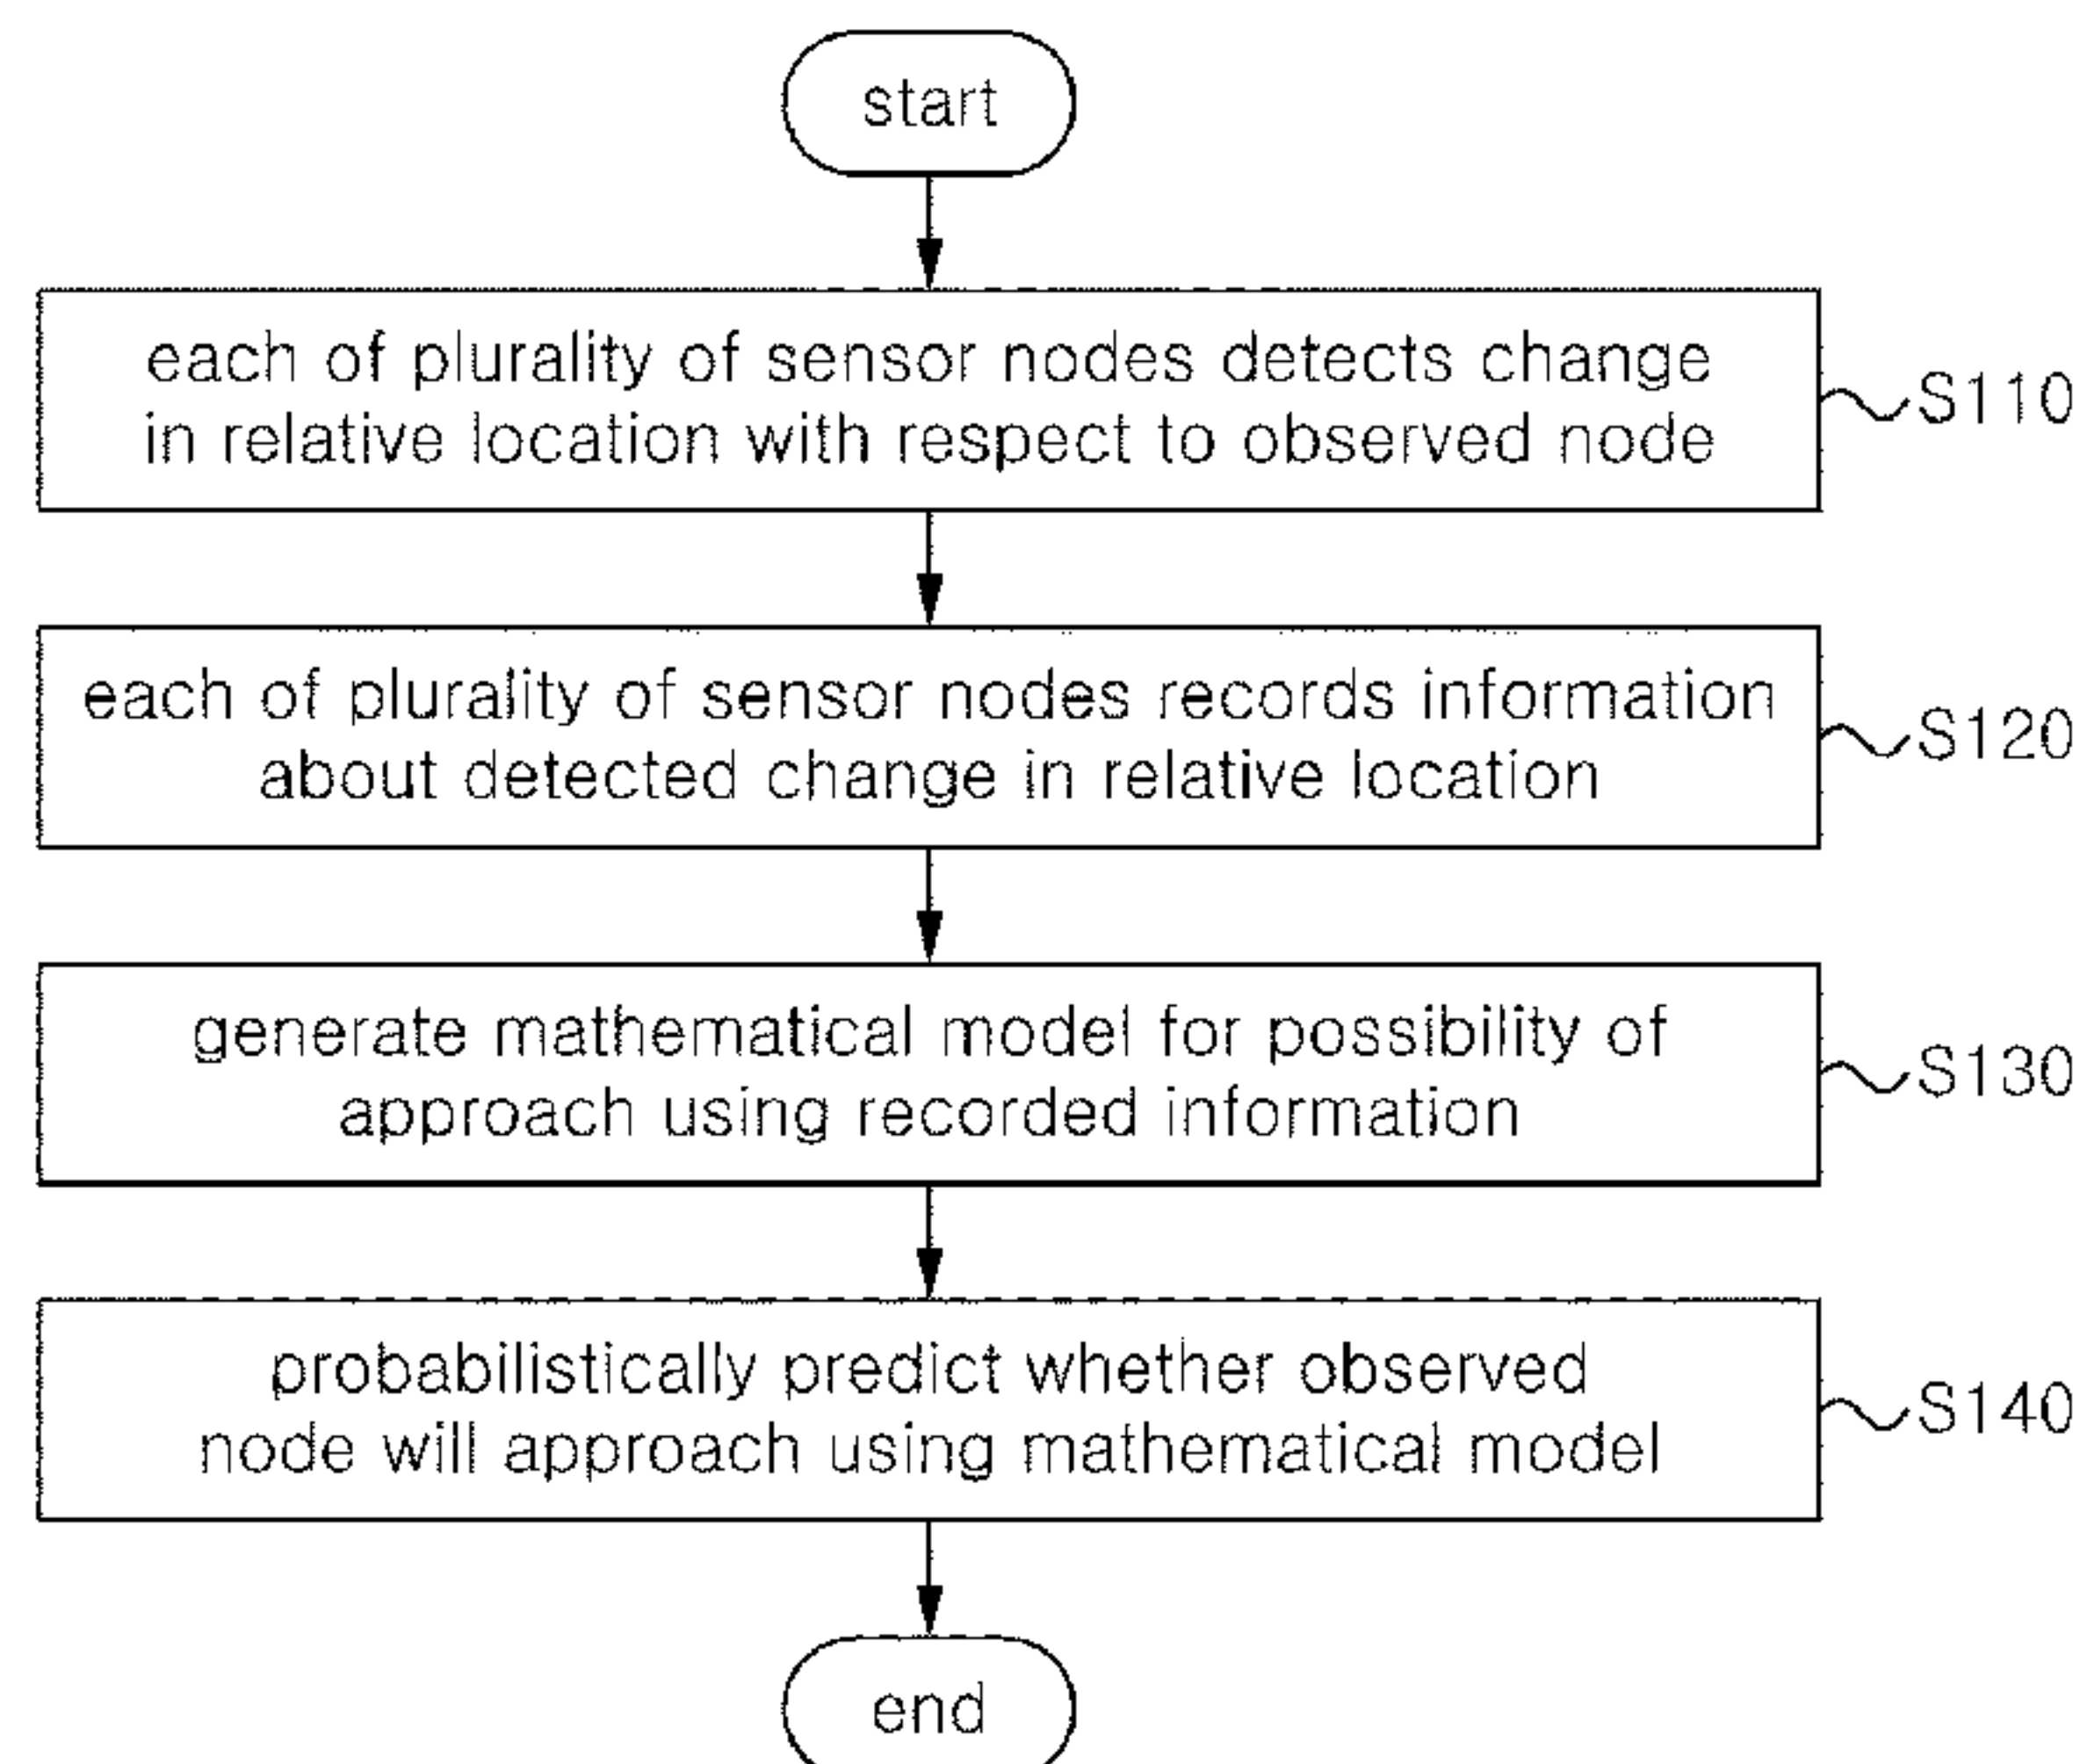 start
each of plurality of sensor nodes detects change
in relative location with respect to observed node
S110
each of plurality of sensor nodes records information
about detected change in relative location
S120
generate mathematical model for possibility of
approach using recorded information
S130
probabilistically predict whether observed
node will approach using mathematical model
S140
end